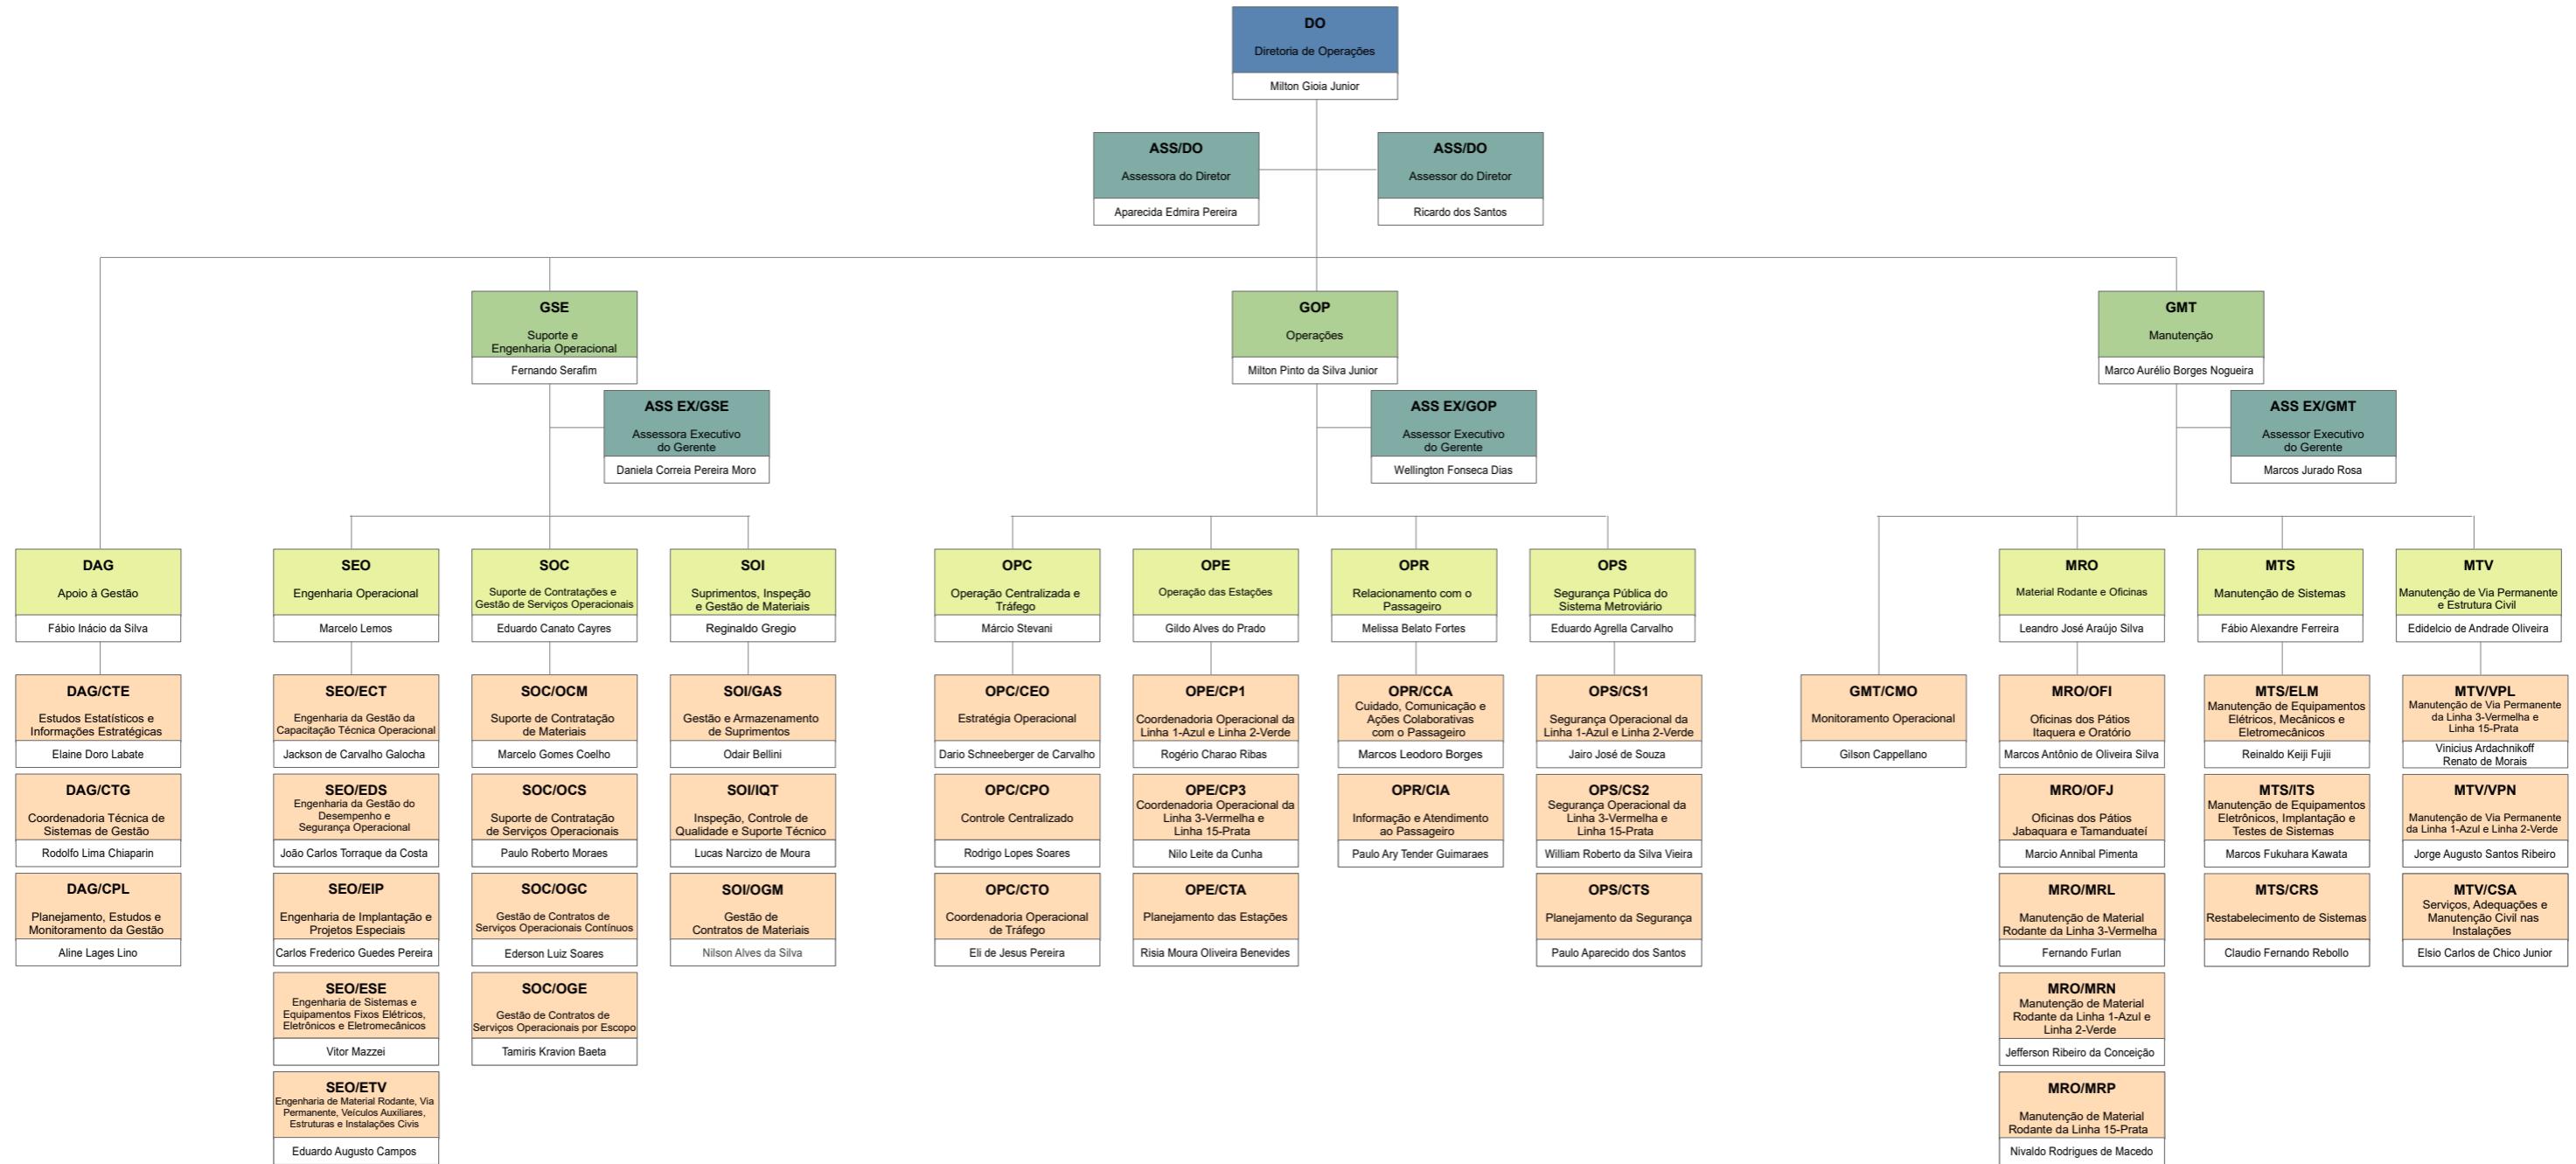 DO
Diretoria de Operações
Milton Gioia Junior
ASS/DO
Assessora do Diretor
Aparecida Edmira Pereira
ASS/DO
Assessor do Diretor
Ricardo dos Santos
GSE
Suporte e
Engenharia Operacional
Fernando Serafim
GOP
Operações
Milton Pinto da Silva Junior
GMT
Manutenção
Marco Aurélio Borges Nogueira
ASS EX/GSE
Assessora Executivo
do Gerente
Daniela Correia Pereira Moro
ASS EX/GOP
Assessor Executivo
do Gerente
Wellington Fonseca Dias
ASS EX/GMT
Assessor Executivo
do Gerente
Marcos Jurado Rosa
DAG
Apoio à Gestão
Fábio Inácio da Silva
DAG/CTE
Estudos Estatísticos e
Informações Estratégicas
Elaine Doro Labate
DAG/CTG
Coordenadoria Técnica de
Sistemas de Gestão
Rodolfo Lima Chiaparin
DAG/CPL
Planejamento, Estudos e
Monitoramento da Gestão
Aline Lages Lino
SEO
Engenharia Operacional
Marcelo Lemos
SEO/ECT
Engenharia da Gestão da
Capacitação Técnica Operacional
Jackson de Carvalho Galocha
SEO/EDS
Engenharia da Gestão do
Desempenho e
Segurança Operacional
João Carlos Torraque da Costa
SEO/EIP
Engenharia de Implantação e
Projetos Especiais
Carlos Frederico Guedes Pereira
SEO/ESE
Engenharia de Sistemas e
Equipamentos Fixos Elétricos,
Eletrônicos e Eletromecânicos
Vitor Mazzei
SEO/ETV
Engenharia de Material Rodante, Via
Permanente, Veículos Auxiliares,
Estruturas e Instalações Civis
Eduardo Augusto Campos
SOC
Suporte de Contratações e
Gestão de Serviços Operacionais
Eduardo Canato Cayres
SOC/OCM
Suporte de Contratação
de Materiais
Marcelo Gomes Coelho
SOC/OCS
Suporte de Contratação
de Serviços Operacionais
Paulo Roberto Moraes
SOC/OGC
Gestão de Contratos de
Serviços Operacionais Contínuos
Ederson Luiz Soares
SOC/OGE
Gestão de Contratos de
Serviços Operacionais por Escopo
Tamiris Kravion Baeta
SOI
Suprimentos, Inspeção
e Gestão de Materiais
Reginaldo Gregio
SOI/GAS
Gestão e Armazenamento
de Suprimentos
Odair Bellini
SOI/IQT
Inspeção, Controle de
Qualidade e Suporte Técnico
Lucas Narcizo de Moura
SOI/OGM
Gestão de
Contratos de Materiais
Nilson Alves da Silva
OPC
Operação Centralizada e
Tráfego
Márcio Stevani
OPC/CEO
Estratégia Operacional
Dario Schneeberger de Carvalho
OPC/CPO
Controle Centralizado
Rodrigo Lopes Soares
OPC/CTO
Coordenadoria Operacional
de Tráfego
Eli de Jesus Pereira
OPE
Operação das Estações
Gildo Alves do Prado
OPE/CP1
Coordenadoria Operacional da
Linha 1-Azul e Linha 2-Verde
Rogério Charao Ribas
OPE/CP3
Coordenadoria Operacional da
Linha 3-Vermelha e
Linha 15-Prata
Nilo Leite da Cunha
OPE/CTA
Planejamento das Estações
Risia Moura Oliveira Benevides
OPR
Relacionamento com o
Passageiro
Melissa Belato Fortes
OPR/CCA
Cuidado, Comunicação e
Ações Colaborativas
com o Passageiro
Marcos Leodoro Borges
OPR/CIA
Informação e Atendimento
ao Passageiro
Paulo Ary Tender Guimaraes
OPS
Segurança Pública do
Sistema Metroviário
Eduardo Agrella Carvalho
OPS/CS1
Segurança Operacional da
Linha 1-Azul e Linha 2-Verde
Jairo José de Souza
OPS/CS2
Segurança Operacional da
Linha 3-Vermelha e
Linha 15-Prata
William Roberto da Silva Vieira
OPS/CTS
Planejamento da Segurança
Paulo Aparecido dos Santos
GMT/CMO
Monitoramento Operacional
Gilson Cappellano
MRO
Material Rodante e Oficinas
Leandro José Araújo Silva
MRO/OFI
Oficinas dos Pátios
Itaquera e Oratório
Marcos Antônio de Oliveira Silva
MRO/OFJ
Oficinas dos Pátios
Jabaquara e Tamanduateí
Marcio Annibal Pimenta
MRO/MRL
Manutenção de Material
Rodante da Linha 3-Vermelha
Fernando Furlan
MRO/MRN
Manutenção de Material
Rodante da Linha 1-Azul e
Linha 2-Verde
Jefferson Ribeiro da Conceição
MRO/MRP
Manutenção de Material
Rodante da Linha 15-Prata
Nivaldo Rodrigues de Macedo
MTS
Manutenção de Sistemas
Fábio Alexandre Ferreira
MTS/ELM
Manutenção de Equipamentos
Elétricos, Mecânicos e
Eletromecânicos
Reinaldo Keiji Fujii
MTS/ITS
Manutenção de Equipamentos
Eletrônicos, Implantação e
Testes de Sistemas
Marcos Fukuhara Kawata
MTS/CRS
Restabelecimento de Sistemas
Claudio Fernando Rebollo
MTV
Manutenção de Via Permanente
e Estrutura Civil
Edidelcio de Andrade Oliveira
MTV/VPL
Manutenção de Via Permanente
da Linha 3-Vermelha e
Linha 15-Prata
Vinicius Ardachnikoff
Renato de Morais
MTV/VPN
Manutenção de Via Permanente
da Linha 1-Azul e Linha 2-Verde
Jorge Augusto Santos Ribeiro
MTV/CSA
Serviços, Adequações e
Manutenção Civil nas
Instalações
Elsio Carlos de Chico Junior